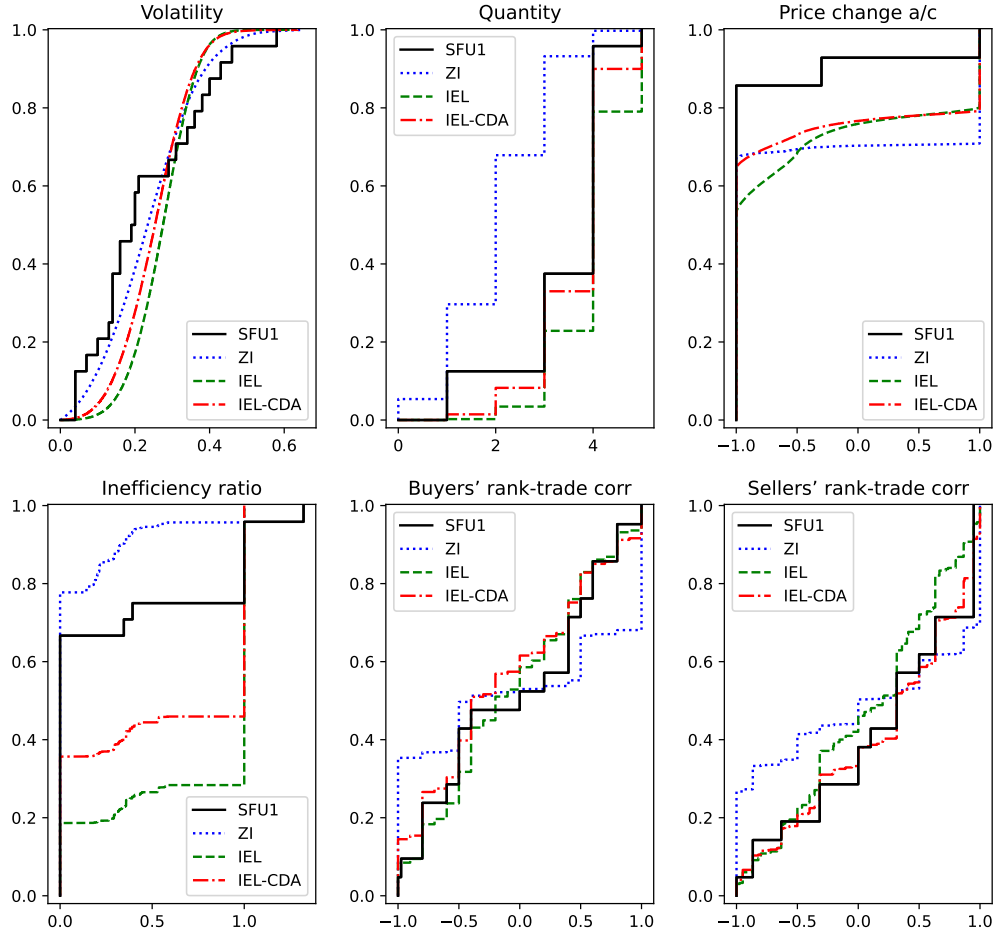 Volatility
1.0
0.8
0.6
0.4
0.2
0.0
0.0
0.2
0.4
0.6
SFU1
ZI
IEL
IEL-CDA
Quantity
1.0
0.8
0.6
0.4
0.2
0.0
0
2
4
SFU1
ZI
IEL
IEL-CDA
Price change a/c
1.0
0.8
0.6
0.4
0.2
0.0
−1.0
−0.5
0.0
0.5
1.0
SFU1
ZI
IEL
IEL-CDA
Inefficiency ratio
1.0
0.8
0.6
0.4
0.2
0.0
0.0
0.5
1.0
SFU1
ZI
IEL
IEL-CDA
Buyers’ rank-trade corr
1.0
0.8
0.6
0.4
0.2
0.0
−1.0
−0.5
0.0
0.5
1.0
SFU1
ZI
IEL
IEL-CDA
Sellers’ rank-trade corr
1.0
0.8
0.6
0.4
0.2
0.0
−1.0
−0.5
0.0
0.5
1.0
SFU1
ZI
IEL
IEL-CDA